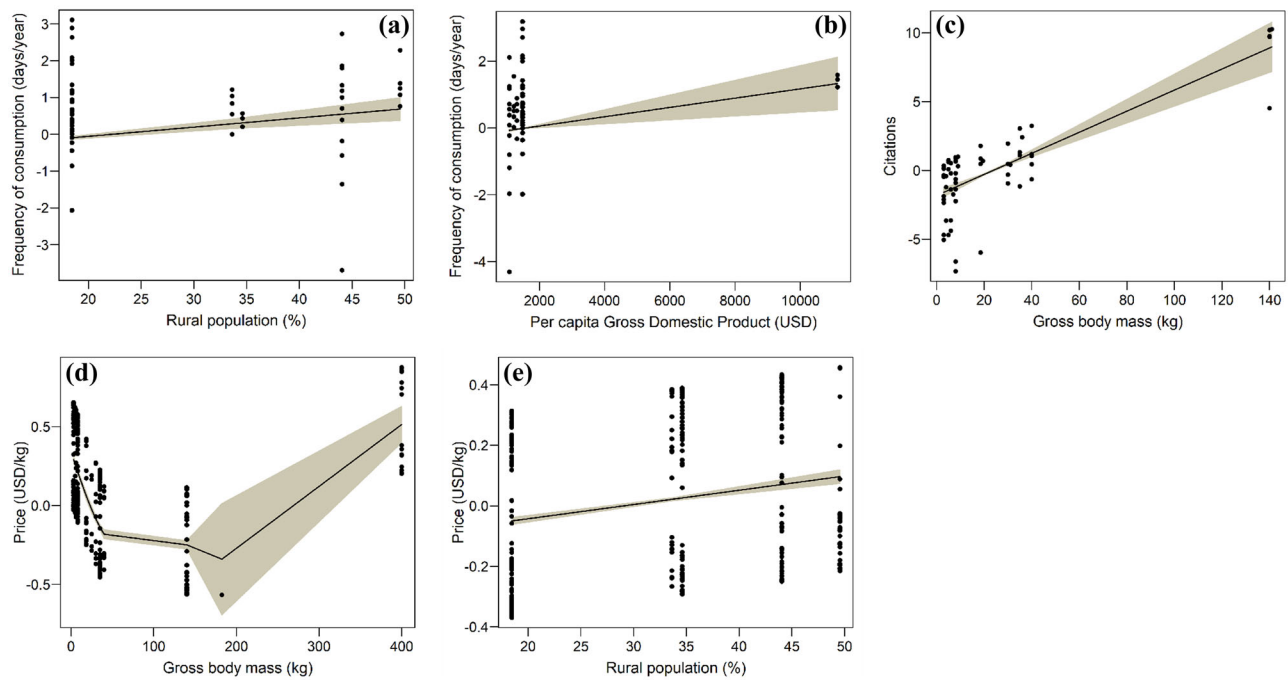 (a)
Frequency of consumption (days/year)
3
2
1
0
-1
2
-3
20 25 30 35 40 45 50
Rural population (%)
(b)
Frequency of consumption (days/year)
2
0
-2
-4
2000 4000 6000 8000 10000
Per capita Gross Domestic Product (USD)
(c)
Citations
10
5
0
-5
0 20 40 60 80 100 120 140
Gross body mass (kg)
(d)
Price (USD/kg)
0.5
0.0
-0.5
0 100 200 300 400
Gross body mass (kg)
(e)
Price (USD/kg)
0.4
0.2
0.0
-0.2
-0.4
20 25 30 35 40 45 50
Rural population (%)